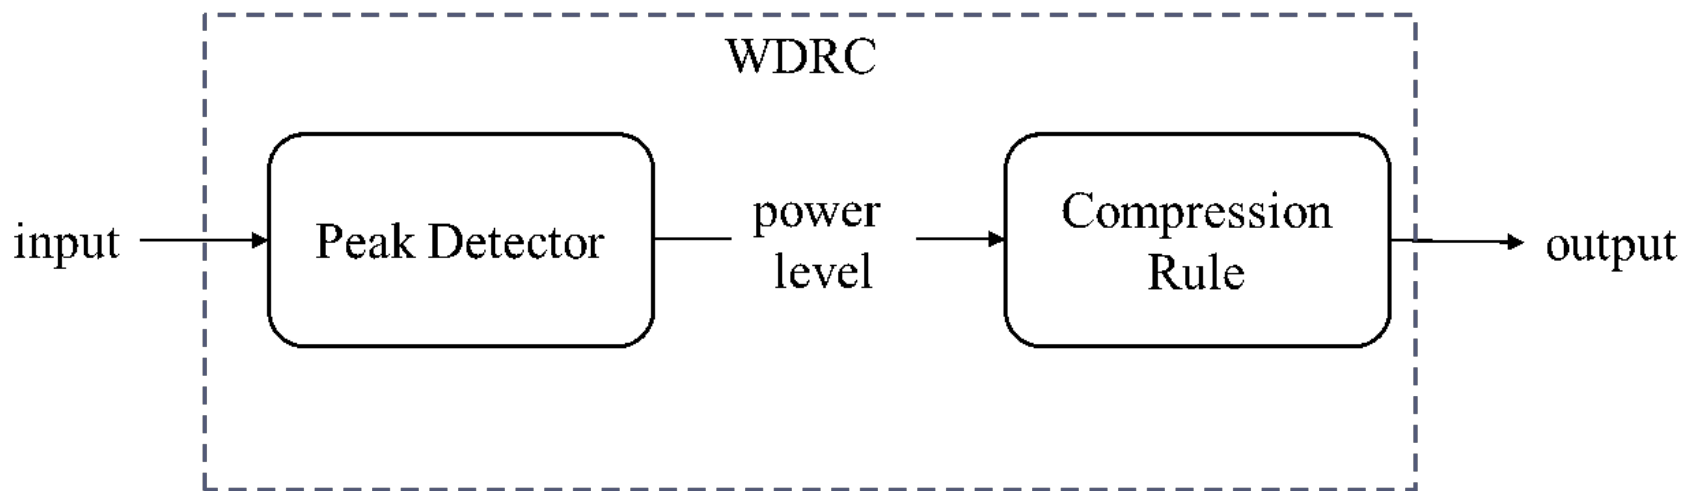 WDRC
input
Peak Detector
power
level
Compression
Rule
output